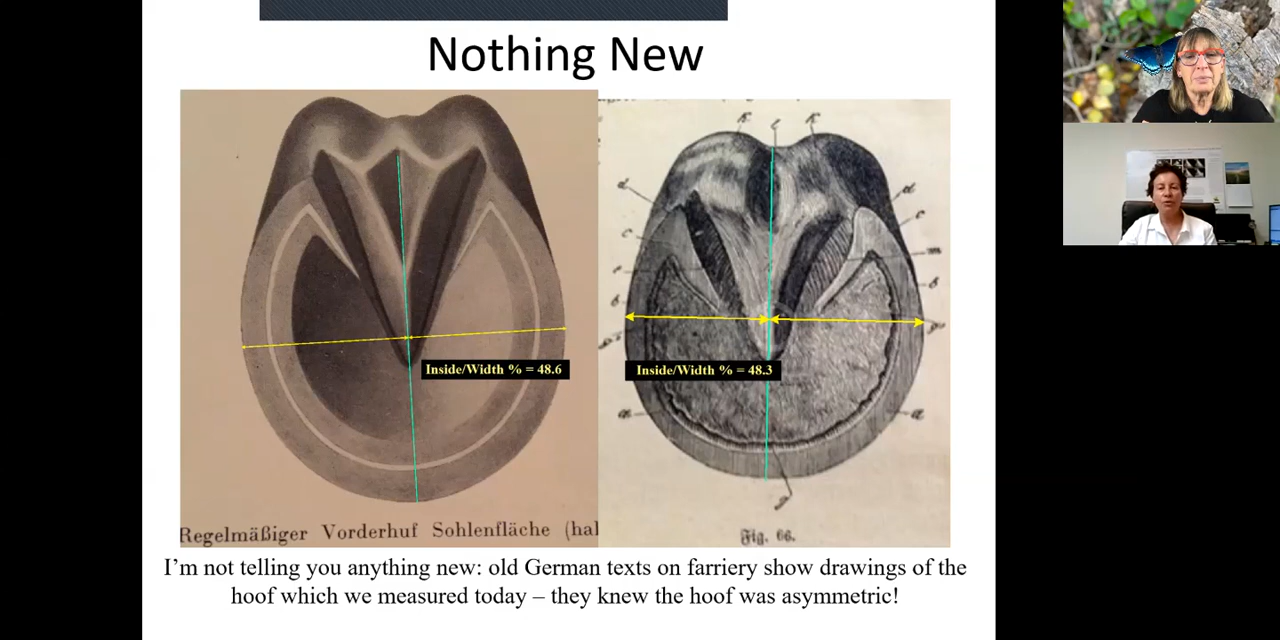 Nothing New
Inside/Width % = 48.6
Inside/Width % = 48.3
Regelmäßiger Vorderhuf Sohlenfläche (hal
Fig. 66.
I’m not telling you anything new: old German texts on farriery show drawings of the
hoof which we measured today – they knew the hoof was asymmetric!